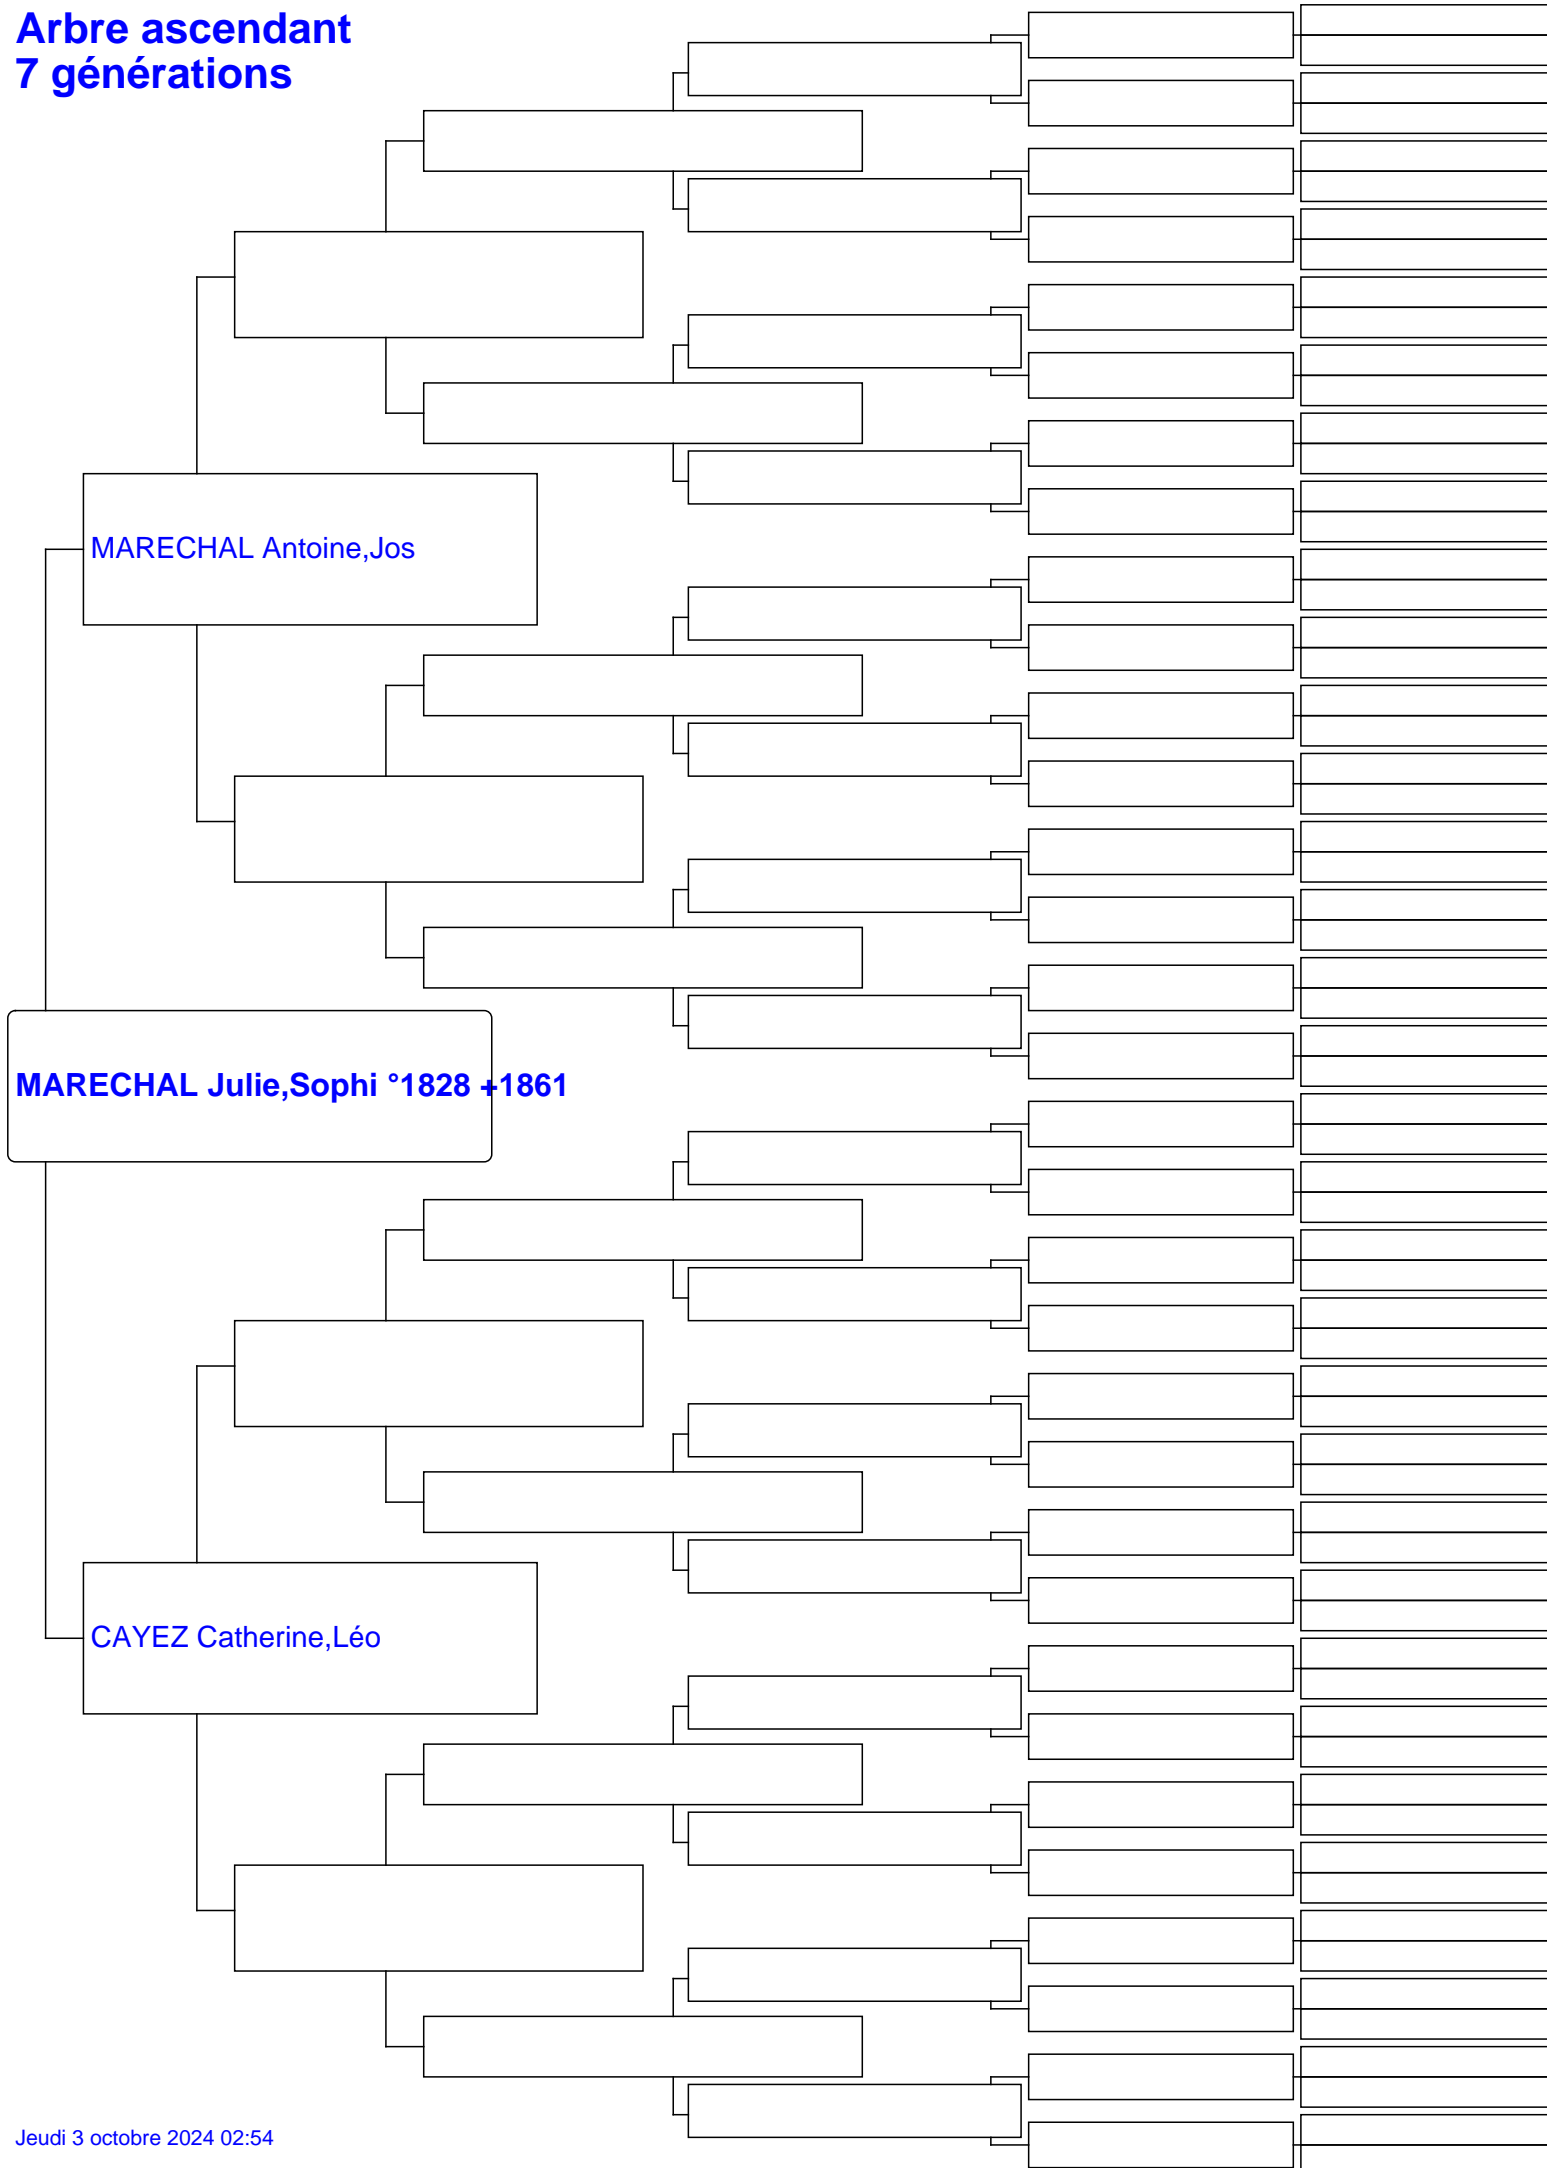 Arbre ascendant
7 générations
MARECHAL Antoine,Jos
MARECHAL Julie,Sophi °1828 +1861
CAYEZ Catherine,Léo
Jeudi 3 octobre 2024 02:54